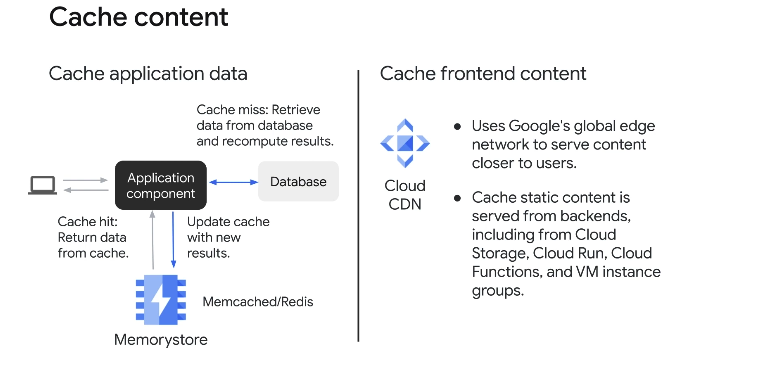 Cache content
Cache application data
Cache miss: Retrieve
data from database
and recompute results.
Application
component
Database
Cache hit:
Return data
from cache.
Update cache
with new
results.
Memcached/Redis
Memorystore
Cache frontend content
Cloud
CDN
● Uses Google's global edge
network to serve content
closer to users.
● Cache static content is
served from backends,
including from Cloud
Storage, Cloud Run, Cloud
Functions, and VM instance
groups.